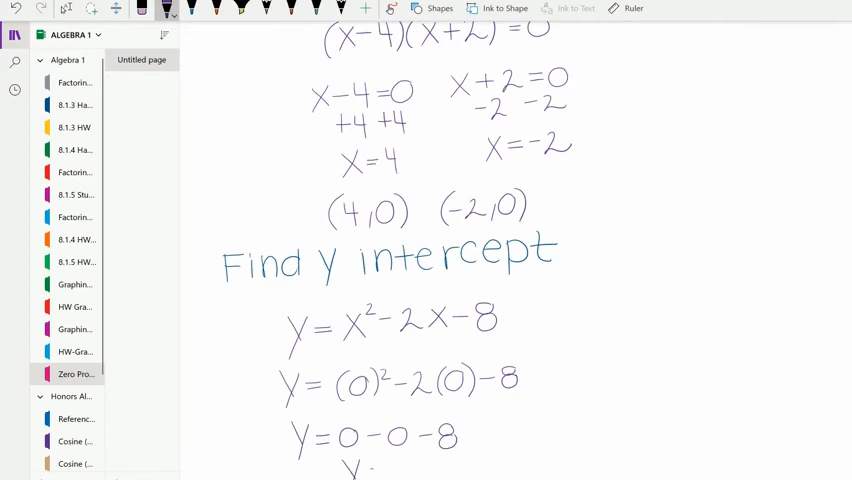 Shapes Ink to Shape Ink to Text Ruler
ALGEBRA 1
Algebra 1
Untitled page
Factorin...
8.1.3 Ha...
8.1.3 HW
8.1.4 Ha...
Factorin...
8.1.5 Stu...
Factorin...
8.1.4 HW...
8.1.5 HW...
Graphin...
HW Gra...
Graphin...
HW-Gra...
Zero Pro...
Honors Al...
Referenc...
Cosine (...
Cosine (...
(x-4)(x+2) = 0
x-4=0 x+2=0
+4 +4 -2 -2
x=4 x=-2
(4,0) (-2,0)
Find y intercept
y = x² - 2x - 8
y = (0)² - 2(0) - 8
y = 0 - 0 - 8
y